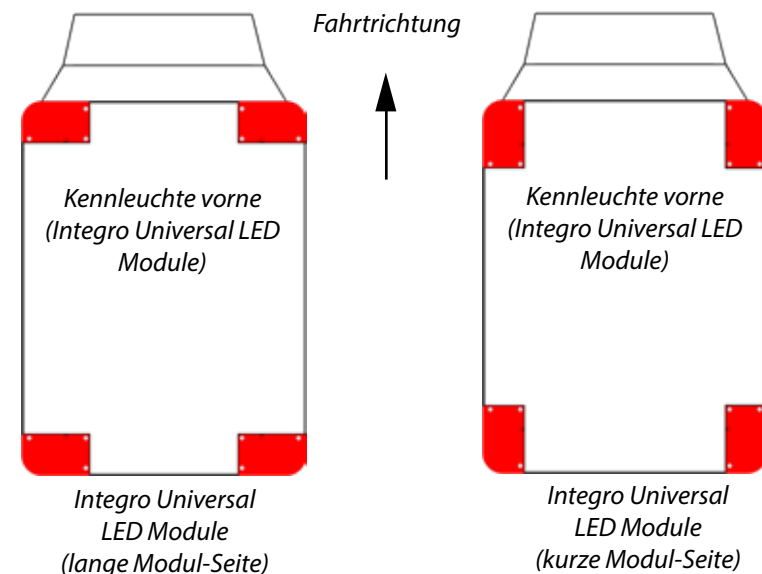 Fahrtrichtung
Kennleuchte vorne
(Integro Universal LED
Module)
Kennleuchte vorne
(Integro Universal LED
Module)
Integro Universal
LED Module
(lange Modul-Seite)
Integro Universal
LED Module
(kurze Modul-Seite)